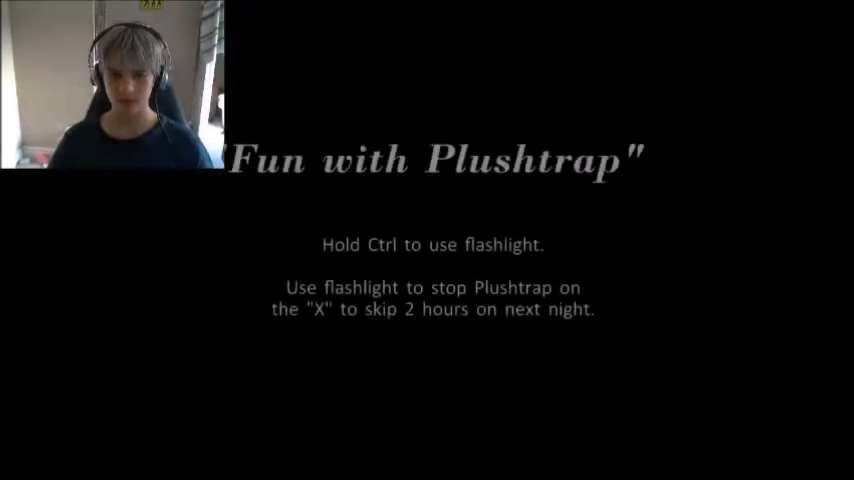 "Fun with Plushtrap"
Hold Ctrl to use flashlight.
Use flashlight to stop Plushtrap on
the "X" to skip 2 hours on next night.